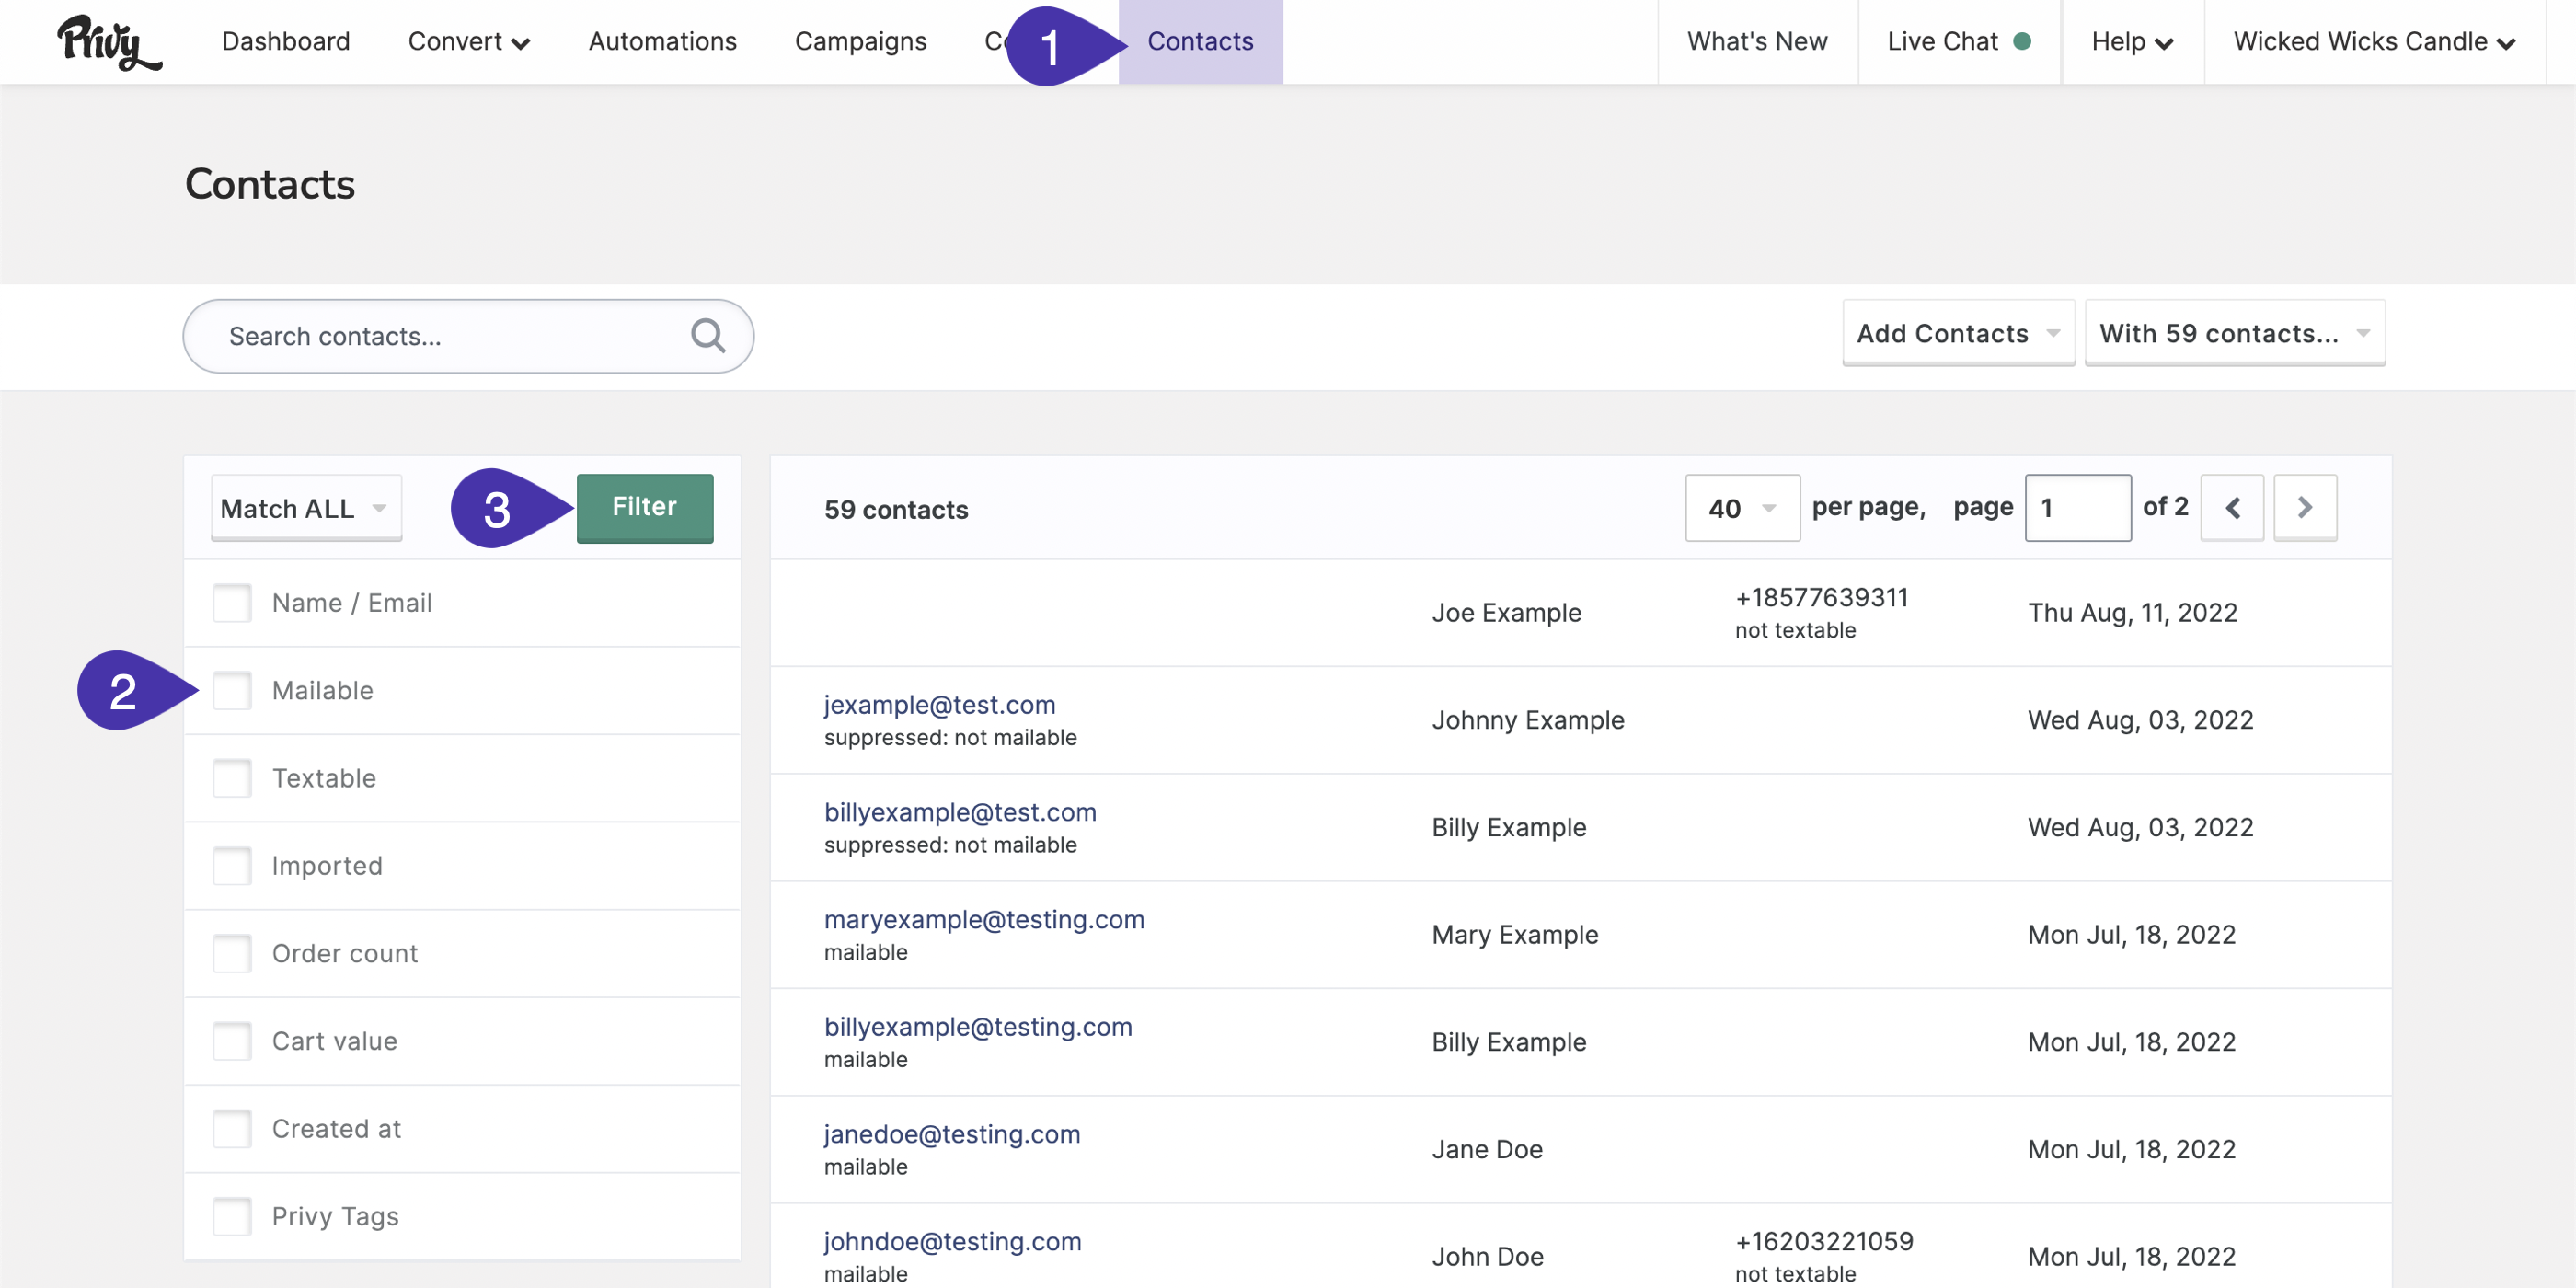 Privy Dashboard Convert Automations Campaigns 1 Contacts What's New Live Chat Help Wicked Wicks Candle
Contacts
Search contacts... Add Contacts With 59 contacts...
Match ALL 3 Filter
Name / Email
2 Mailable
Textable
Imported
Order count
Cart value
Created at
Privy Tags
59 contacts 40 per page, page 1 of 2
Joe Example +18577639311 Thu Aug, 11, 2022
not textable
jexample@test.com Johnny Example Wed Aug, 03, 2022
suppressed: not mailable
billyexample@test.com Billy Example Wed Aug, 03, 2022
suppressed: not mailable
maryexample@testing.com Mary Example Mon Jul, 18, 2022
mailable
billyexample@testing.com Billy Example Mon Jul, 18, 2022
mailable
janedoe@testing.com Jane Doe Mon Jul, 18, 2022
mailable
johndoe@testing.com John Doe +16203221059 Mon Jul, 18, 2022
mailable not textable